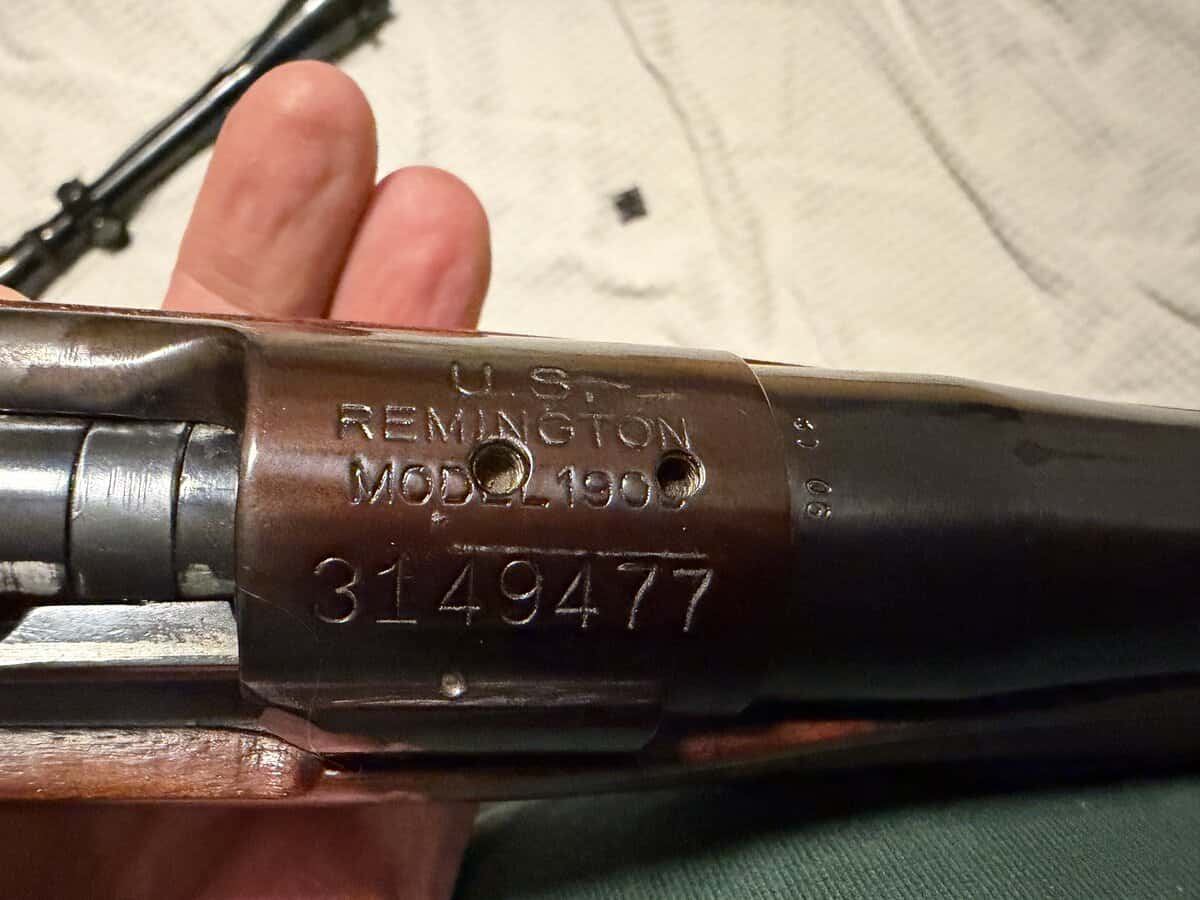 U.S.
REMINGTON
MODEL 1903
3149477